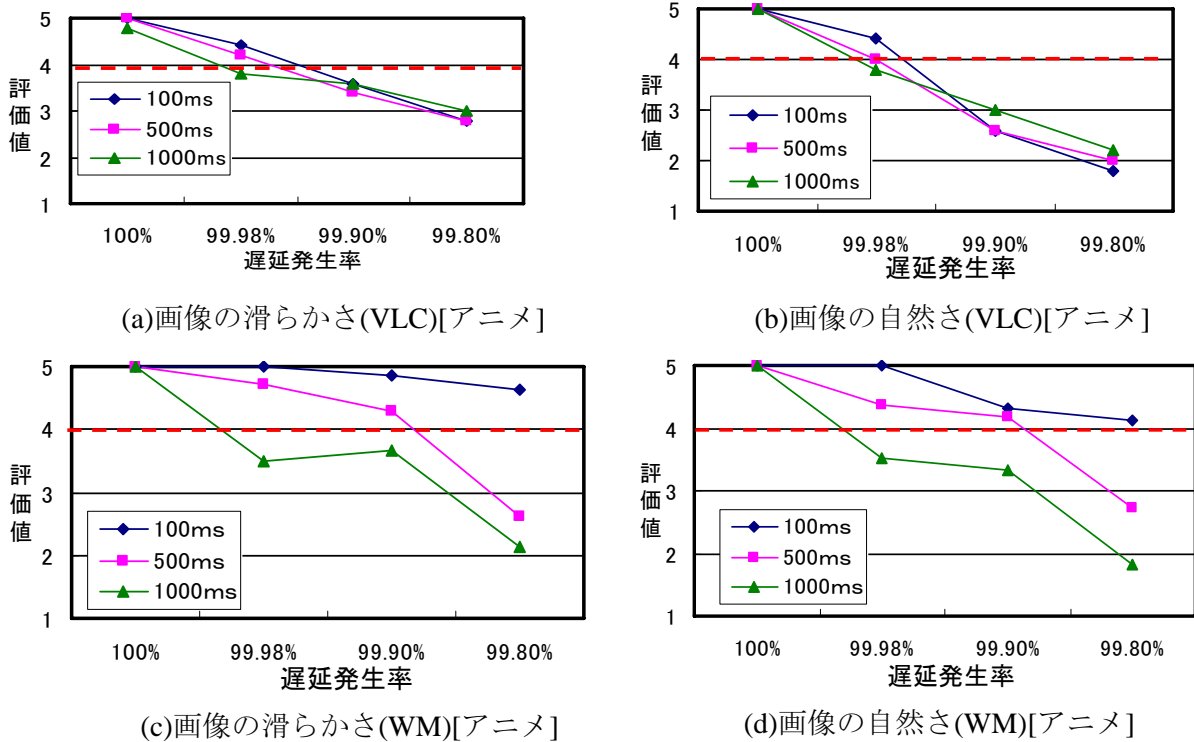 5
4
3
2
1
評価値
100ms
500ms
1000ms
100% 99.98% 99.90% 99.80%
遅延発生率
(a)画像の滑らかさ(VLC)[アニメ]
5
4
3
2
1
評価値
100ms
500ms
1000ms
100% 99.98% 99.90% 99.80%
遅延発生率
(b)画像の自然さ(VLC)[アニメ]
5
4
3
2
1
評価値
100ms
500ms
1000ms
100% 99.98% 99.90% 99.80%
遅延発生率
(c)画像の滑らかさ(WM)[アニメ]
5
4
3
2
1
評価値
100ms
500ms
1000ms
100% 99.98% 99.90% 99.80%
遅延発生率
(d)画像の自然さ(WM)[アニメ]